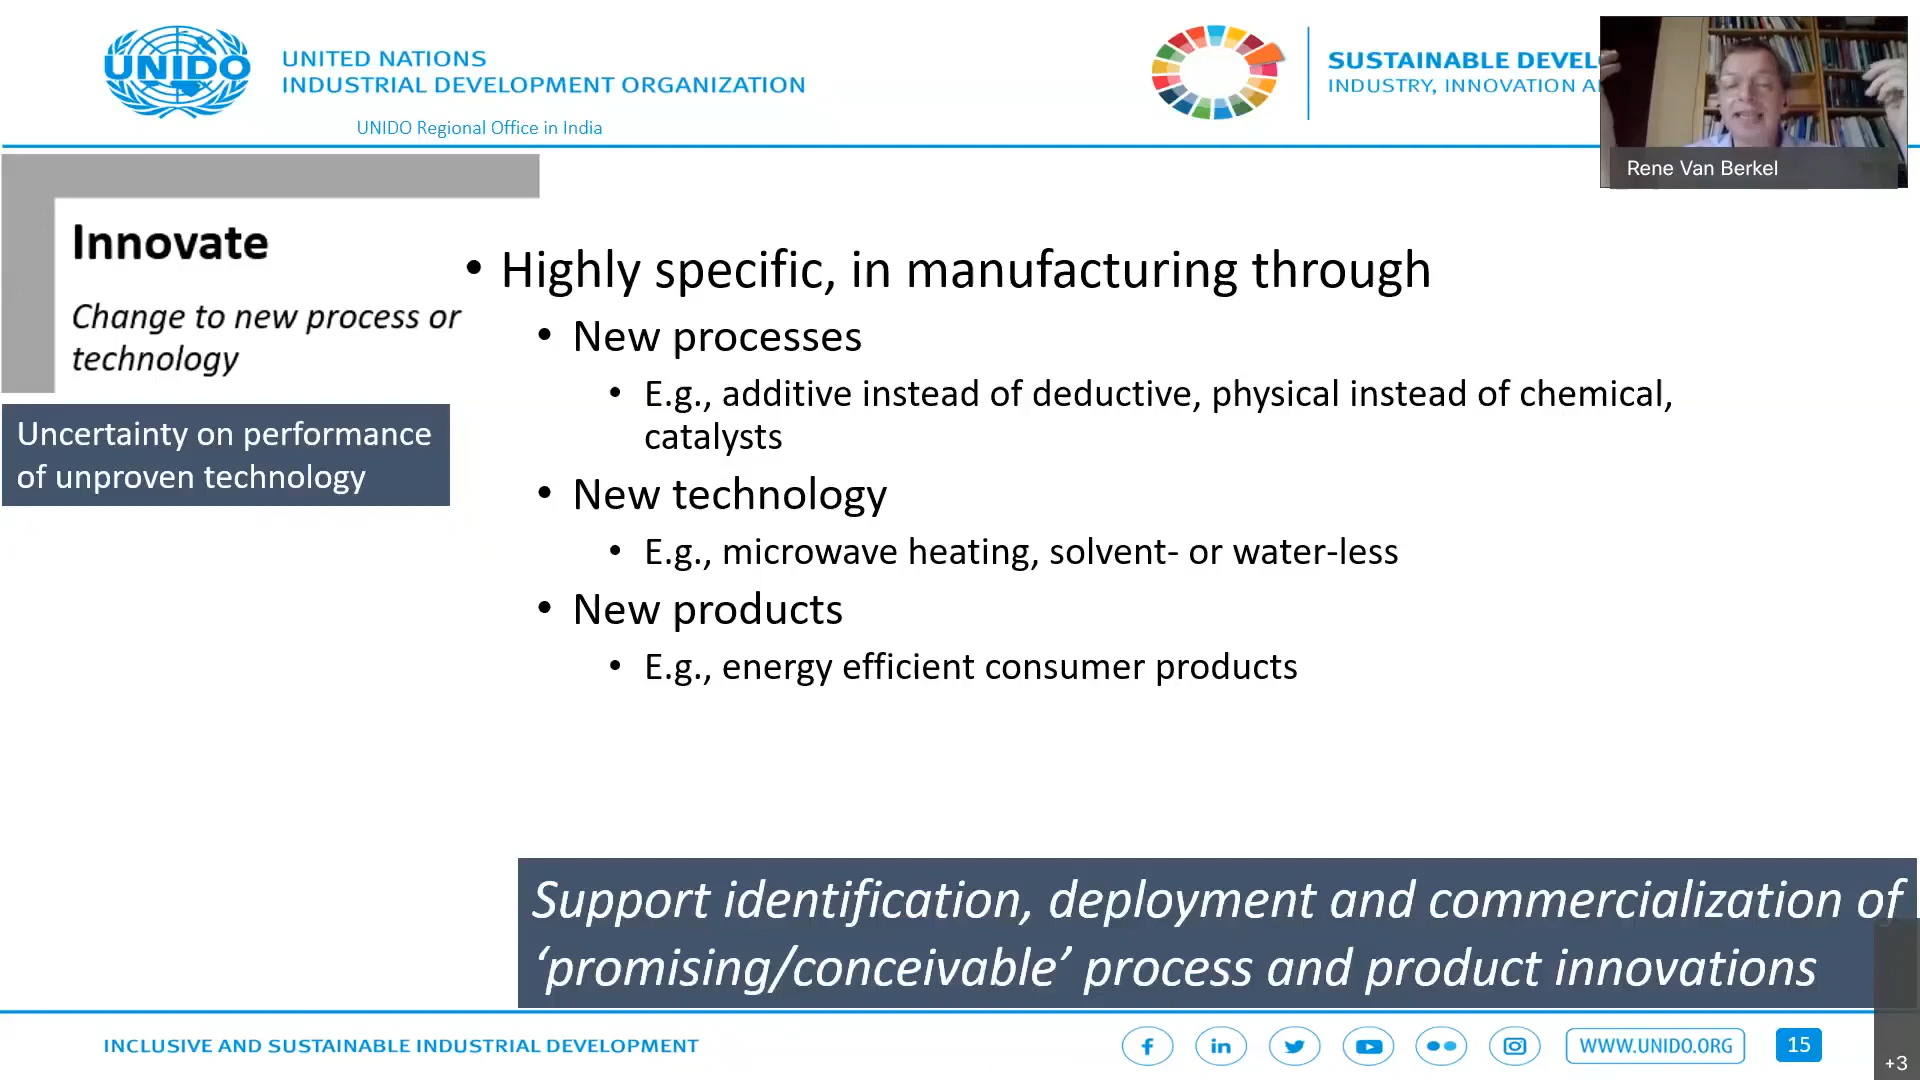 UNIDO
UNITED NATIONS
INDUSTRIAL DEVELOPMENT ORGANIZATION
UNIDO Regional Office in India
SUSTAINABLE DEVEL
INDUSTRY, INNOVATION A
Rene Van Berkel
Innovate
Change to new process or
technology
Uncertainty on performance
of unproven technology
• Highly specific, in manufacturing through
• New processes
• E.g., additive instead of deductive, physical instead of chemical,
catalysts
• New technology
• E.g., microwave heating, solvent- or water-less
• New products
• E.g., energy efficient consumer products
Support identification, deployment and commercialization of
‘promising/conceivable’ process and product innovations
INCLUSIVE AND SUSTAINABLE INDUSTRIAL DEVELOPMENT
WWW.UNIDO.ORG
15
+3